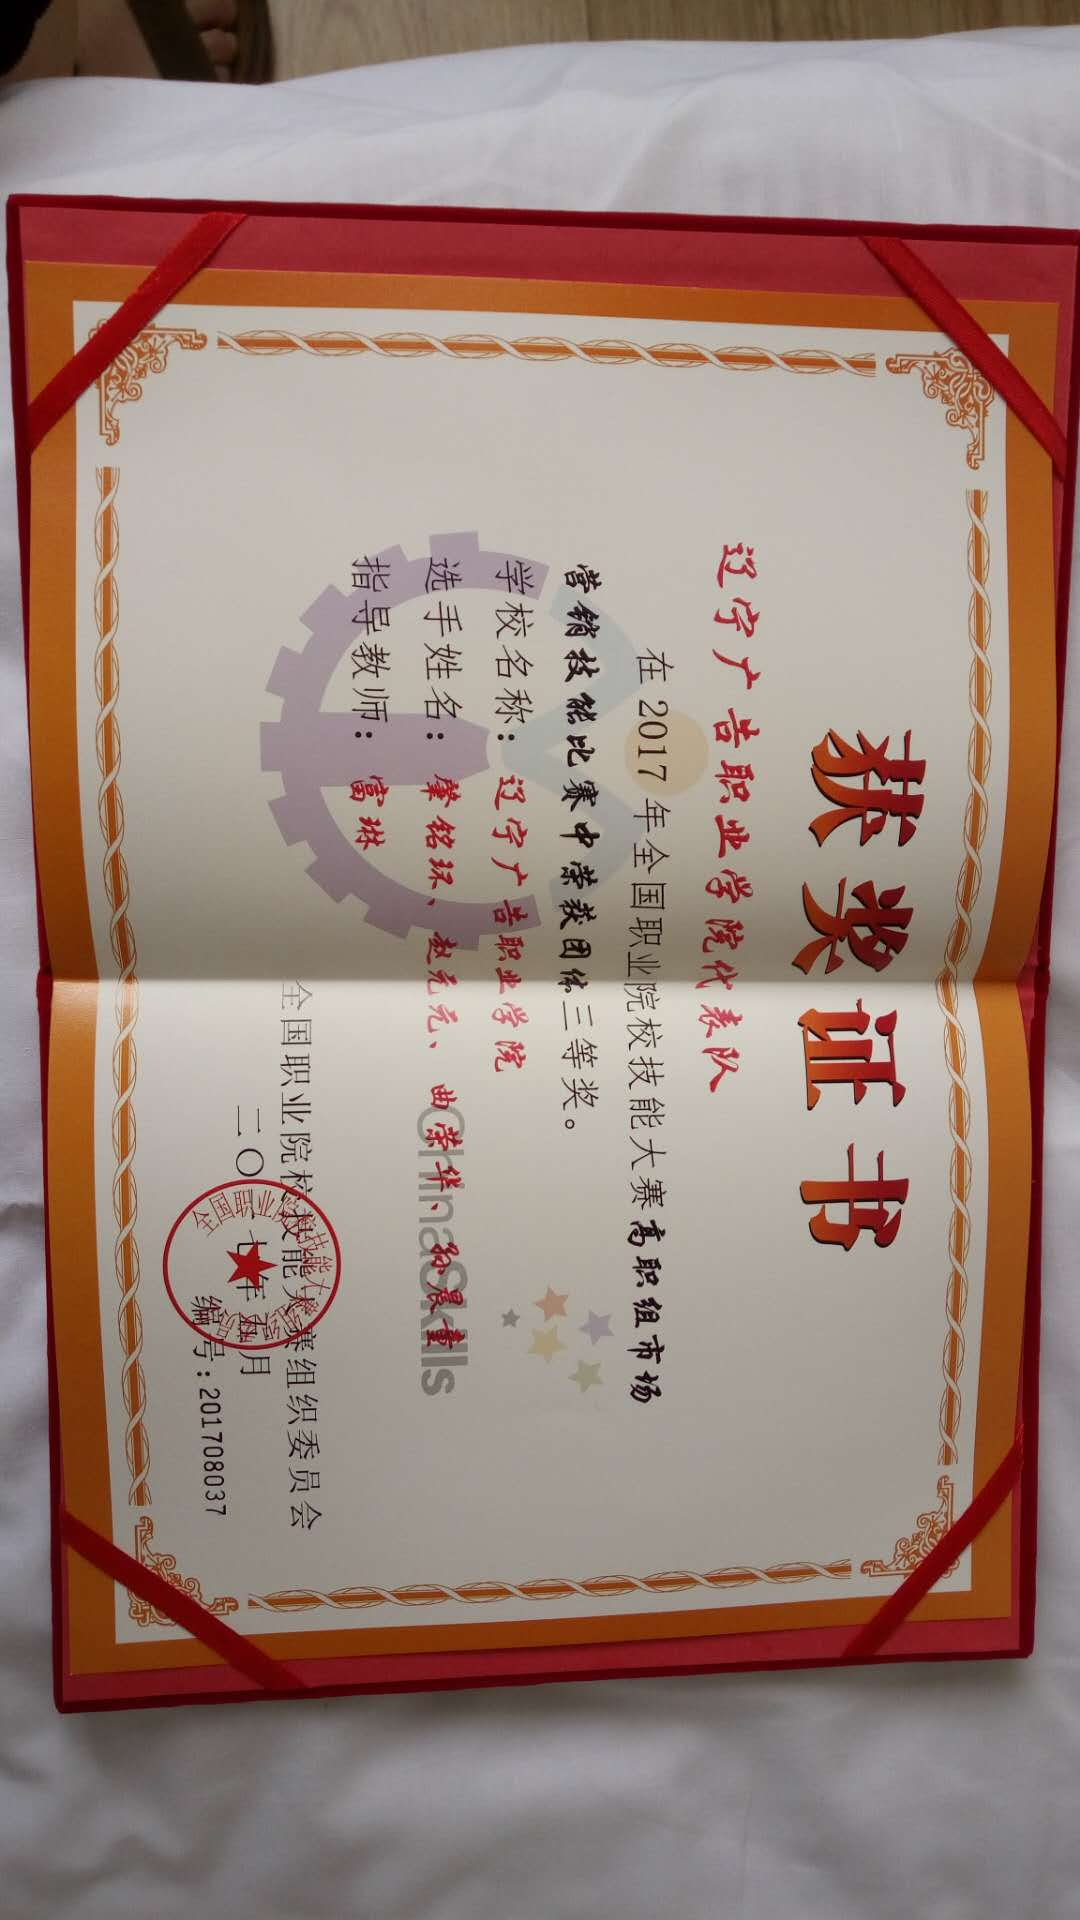 获奖证书
辽宁广告职业学院代表队
在2017年全国职业院校技能大赛高职组市场
营销技能比赛中荣获团体三等奖。
学校名称：辽宁广告职业学院
选手姓名：肇铭环、赵元元、曲荣华、孙晨童
指导教师：富琳
ChinaSkills
全国职业院校技能大赛组织委员会
二〇一七年五月
编号:201708037